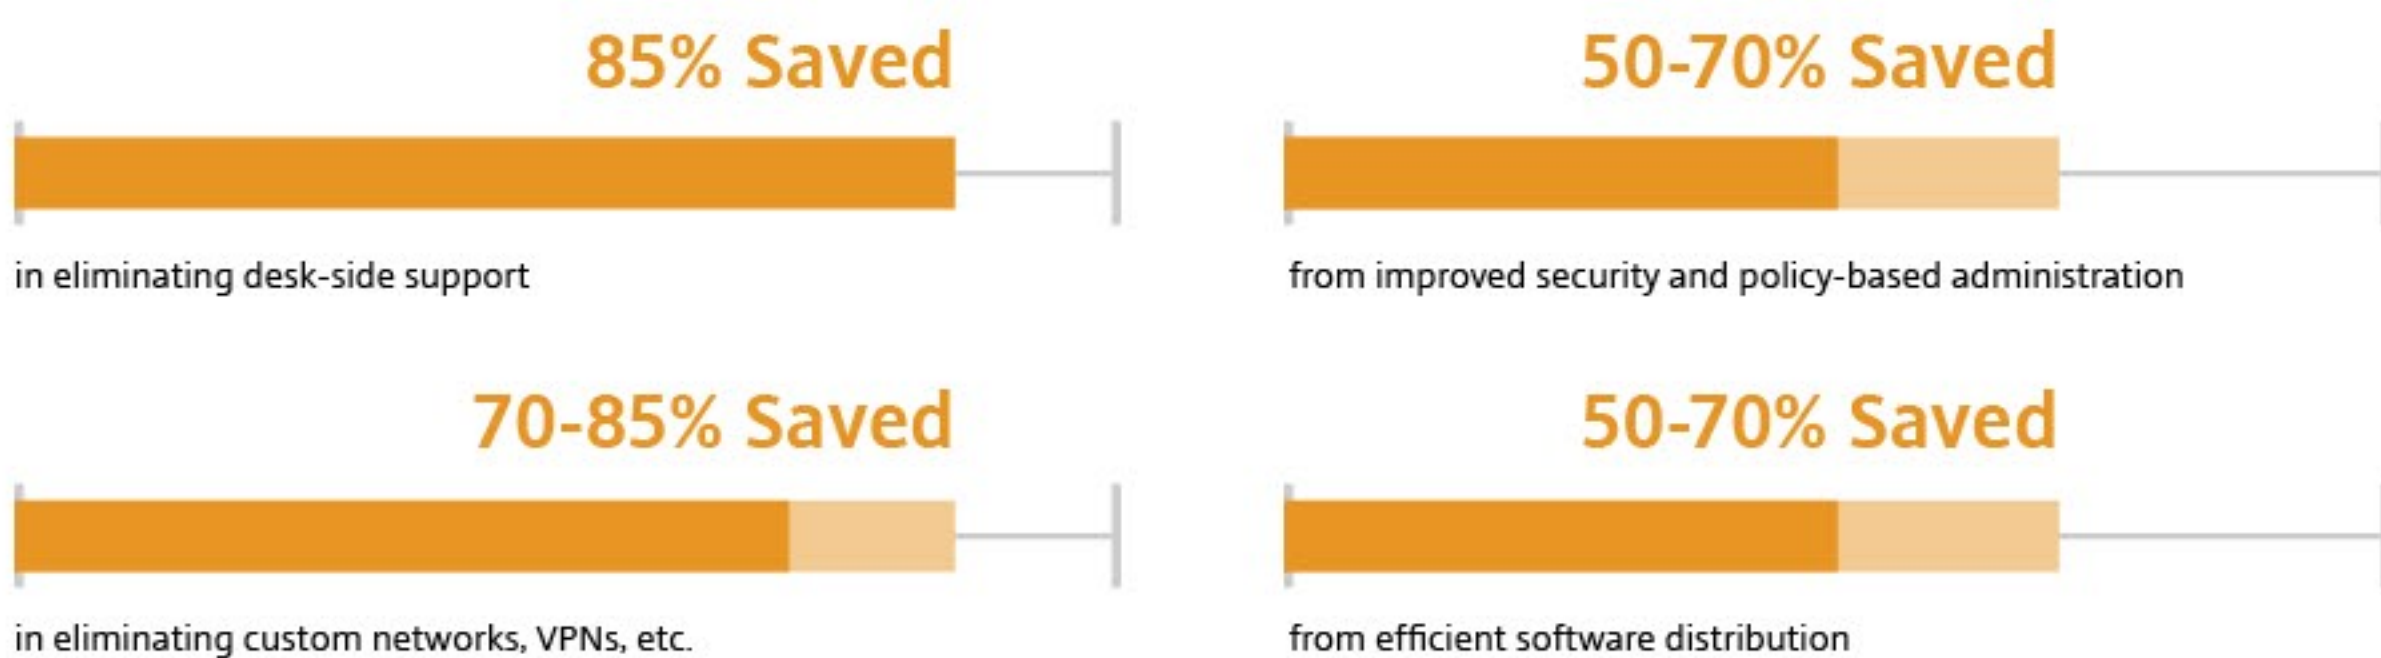 85% Saved
in eliminating desk-side support
50-70% Saved
from improved security and policy-based administration
70-85% Saved
in eliminating custom networks, VPNs, etc.
50-70% Saved
from efficient software distribution